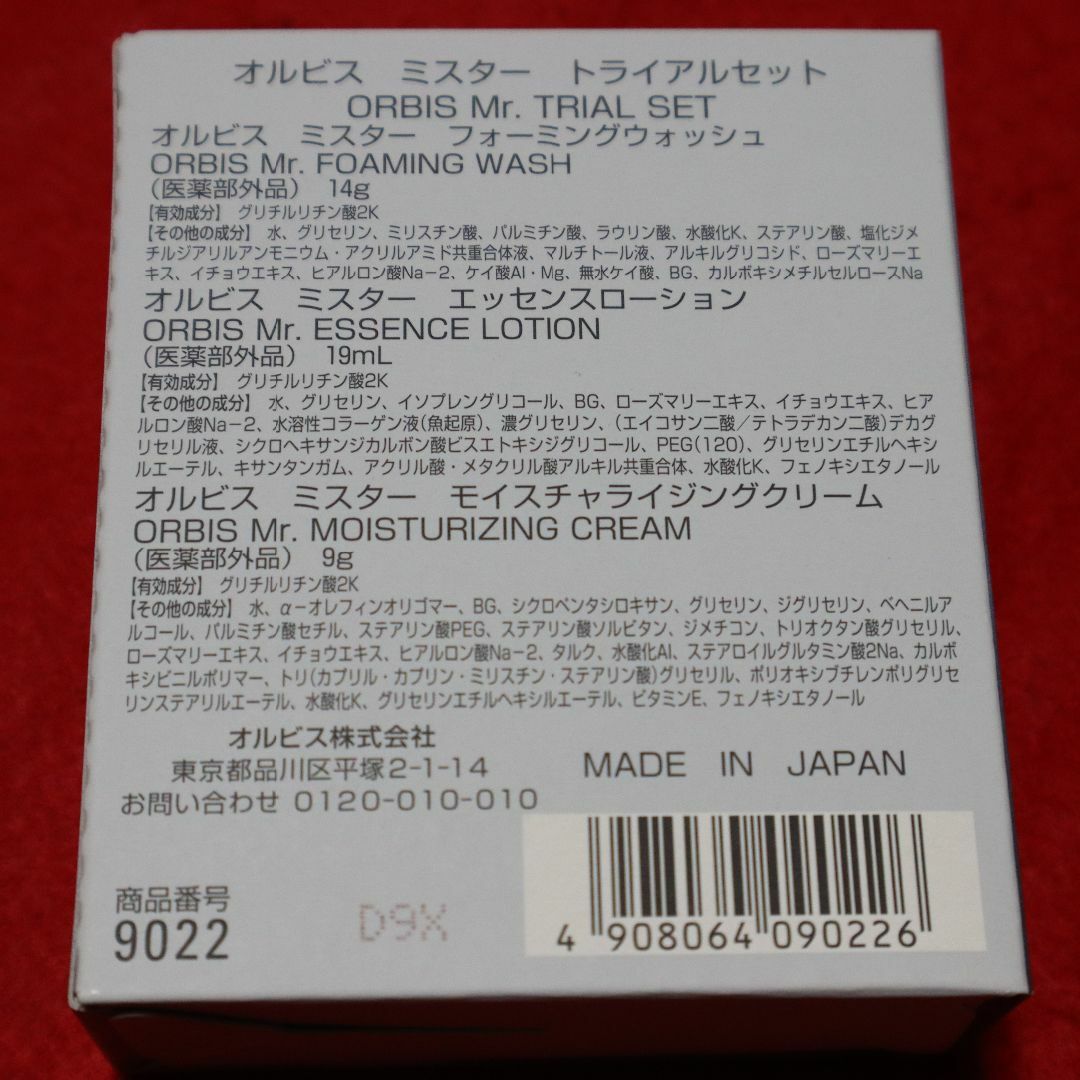 オルビス ミスター トライアルセット
ORBIS Mr. TRIAL SET
オルビス ミスター フォーミングウォッシュ
ORBIS Mr. FOAMING WASH
(医薬部外品) 14g
【有効成分】 グリチルリチン酸2K
【その他の成分】 水、グリセリン、ミリスチン酸、パルミチン酸、ラウリン酸、水酸化K、ステアリン酸、塩化ジメ
チルジアリルアンモニウム・アクリルアミド共重合体液、マルチトール液、アルキルグリコシド、ローズマリーエ
キス、イチョウエキス、ヒアルロン酸Na-2、ケイ酸Al・Mg、無水ケイ酸、BG、カルボキシメチルセルロースNa
オルビス ミスター エッセンスローション
ORBIS Mr. ESSENCE LOTION
(医薬部外品) 19mL
【有効成分】 グリチルリチン酸2K
【その他の成分】 水、グリセリン、イソプレングリコール、BG、ローズマリーエキス、イチョウエキス、ヒア
ルロン酸Na-2、水溶性コラーゲン液(魚起原)、濃グリセリン、(エイコサン二酸/テトラデカン二酸)デカグ
リセリル液、シクロヘキサンジカルボン酸ビスエトキシジグリコール、PEG(120)、グリセリンエチルヘキシ
ルエーテル、キサンタンガム、アクリル酸・メタクリル酸アルキル共重合体、水酸化K、フェノキシエタノール
オルビス ミスター モイスチャライジングクリーム
ORBIS Mr. MOISTURIZING CREAM
(医薬部外品) 9g
【有効成分】 グリチルリチン酸2K
【その他の成分】 水、α-オレフィンオリゴマー、BG、シクロペンタシロキサン、グリセリン、ジグリセリン、ベヘニルア
ルコール、パルミチン酸セチル、ステアリン酸PEG、ステアリン酸ソルビタン、ジメチコン、トリオクタン酸グリセリル、
ローズマリーエキス、イチョウエキス、ヒアルロン酸Na-2、タルク、水酸化Al、ステアロイルグルタミン酸2Na、カルボ
キシビニルポリマー、トリ(カプリル・カプリン・ミリスチン・ステアリン酸)グリセリル、ポリオキシブチレンポリグリセ
リンステアリルエーテル、水酸化K、グリセリンエチルヘキシルエーテル、ビタミンE、フェノキシエタノール
オルビス株式会社
東京都品川区平塚2-1-14
お問い合わせ 0120-010-010
MADE IN JAPAN
商品番号
9022
D9X
4 908064 090226